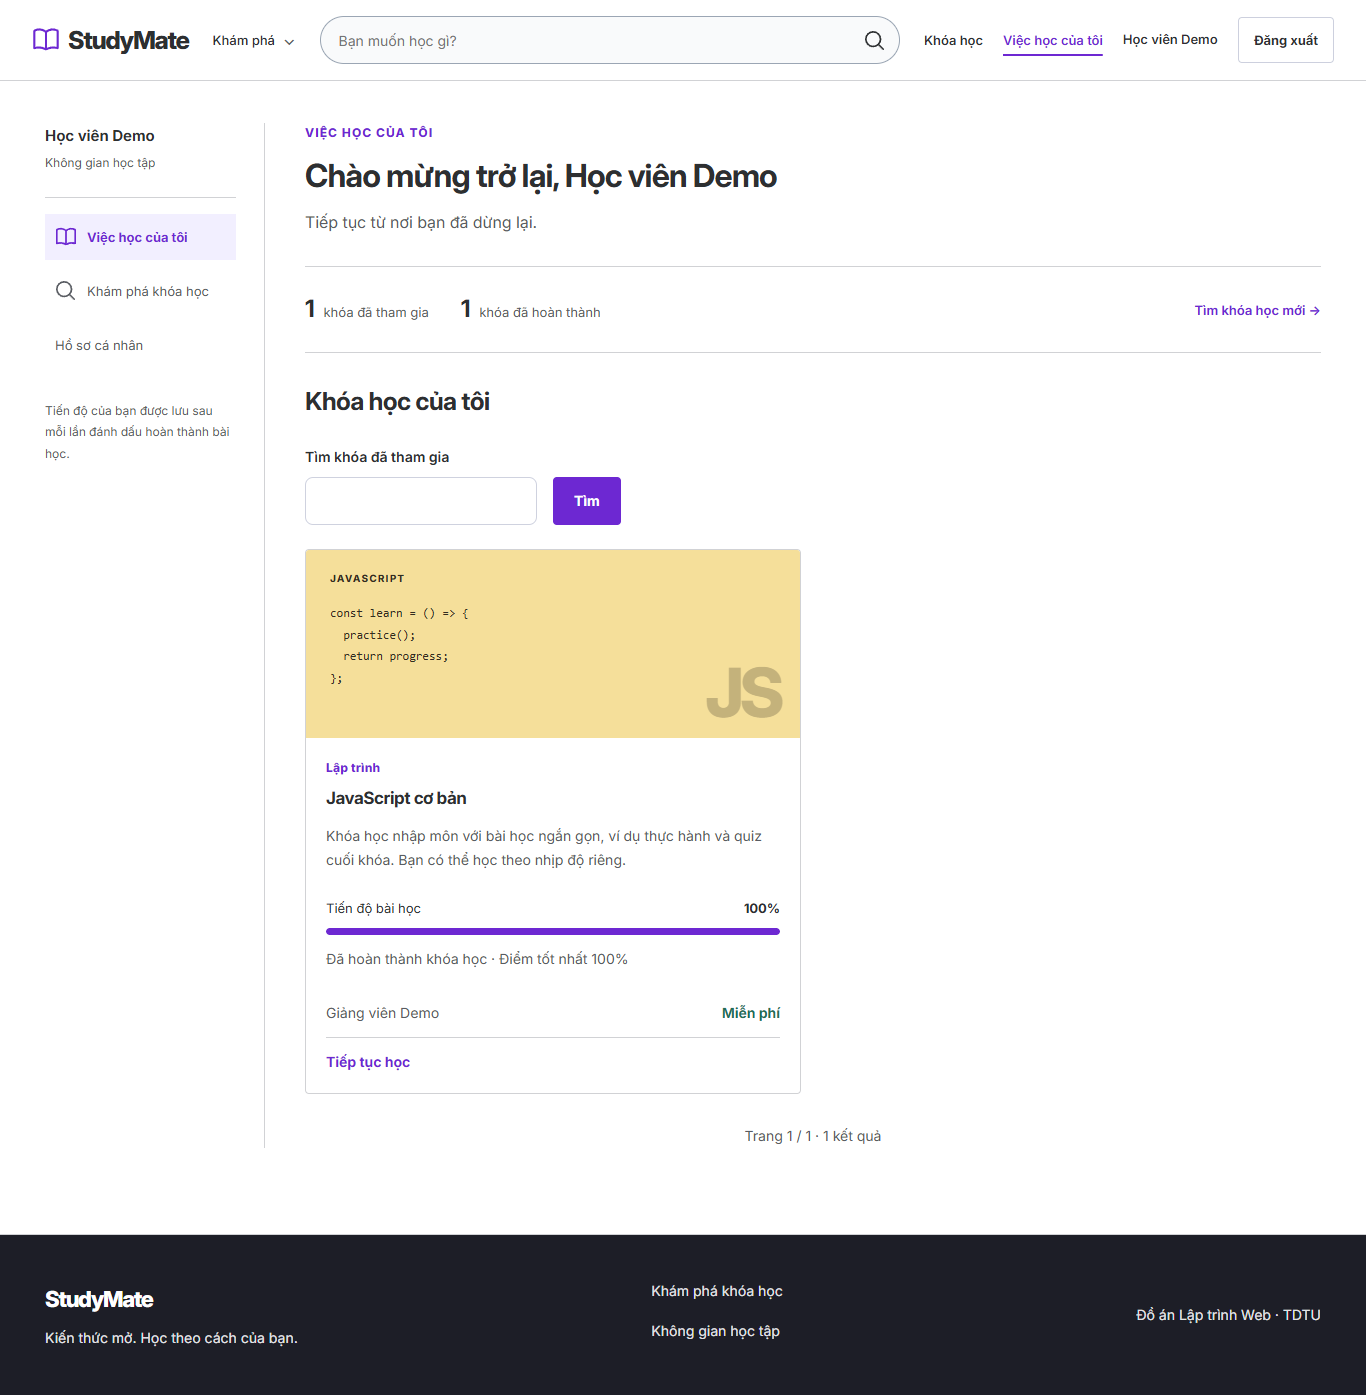 StudyMate
Khám phá
Bạn muốn học gì?
Khóa học
Việc học của tôi
Học viên Demo
Đăng xuất
Học viên Demo
Không gian học tập
Việc học của tôi
Khám phá khóa học
Hồ sơ cá nhân
Tiến độ của bạn được lưu sau
mỗi lần đánh dấu hoàn thành bài
học.
VIỆC HỌC CỦA TÔI
Chào mừng trở lại, Học viên Demo
Tiếp tục từ nơi bạn đã dừng lại.
1 khóa đã tham gia
1 khóa đã hoàn thành
Tìm khóa học mới →
Khóa học của tôi
Tìm khóa đã tham gia
Tìm
JAVASCRIPT
const learn = () => {
  practice();
  return progress;
};
JS
Lập trình
JavaScript cơ bản
Khóa học nhập môn với bài học ngắn gọn, ví dụ thực hành và quiz
cuối khóa. Bạn có thể học theo nhịp độ riêng.
Tiến độ bài học 100%
Đã hoàn thành khóa học · Điểm tốt nhất 100%
Giảng viên Demo Miễn phí
Tiếp tục học
Trang 1 / 1 · 1 kết quả
StudyMate
Kiến thức mở. Học theo cách của bạn.
Khám phá khóa học
Không gian học tập
Đồ án Lập trình Web · TDTU